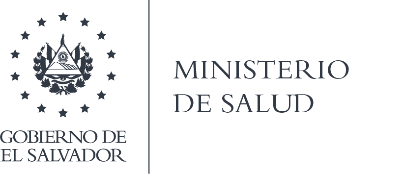 GOBIERNO DE
EL SALVADOR
MINISTERIO
DE SALUD